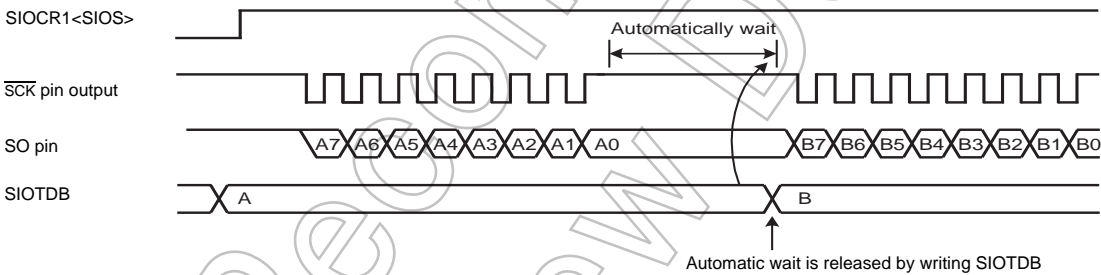 SIOCR1<SIOS>
Automatically wait
SCK pin output
SO pin
A7 A6 A5 A4 A3 A2 A1 A0 B7 B6 B5 B4 B3 B2 B1 B0
SIOTDB
A B
Automatic wait is released by writing SIOTDB